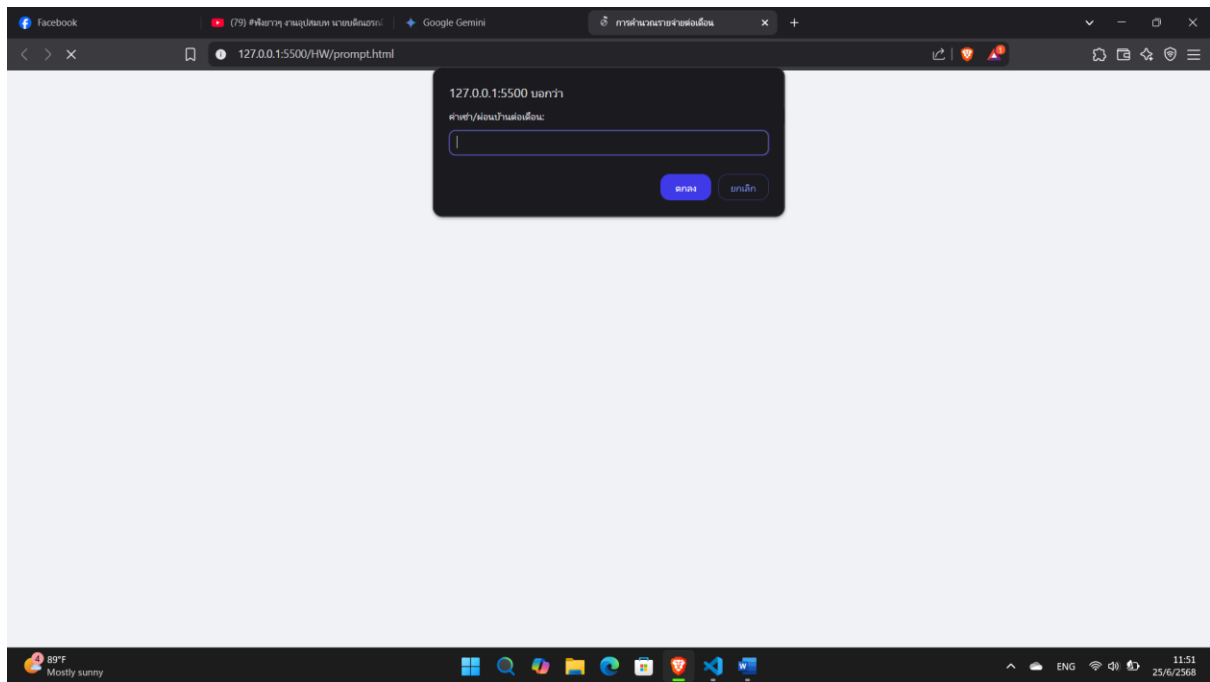 Facebook
(79) #ฟังยาวๆ งานอุปสมบท นายบดิณอรณ์
Google Gemini
การคำนวณรายจ่ายต่อเดือน
127.0.0.1:5500/HW/prompt.html
1
127.0.0.1:5500 บอกว่า
ค่าเช่า/ผ่อนบ้านต่อเดือน:
ตกลง
ยกเลิก
4
89°F
Mostly sunny
ENG
11:51
25/6/2568